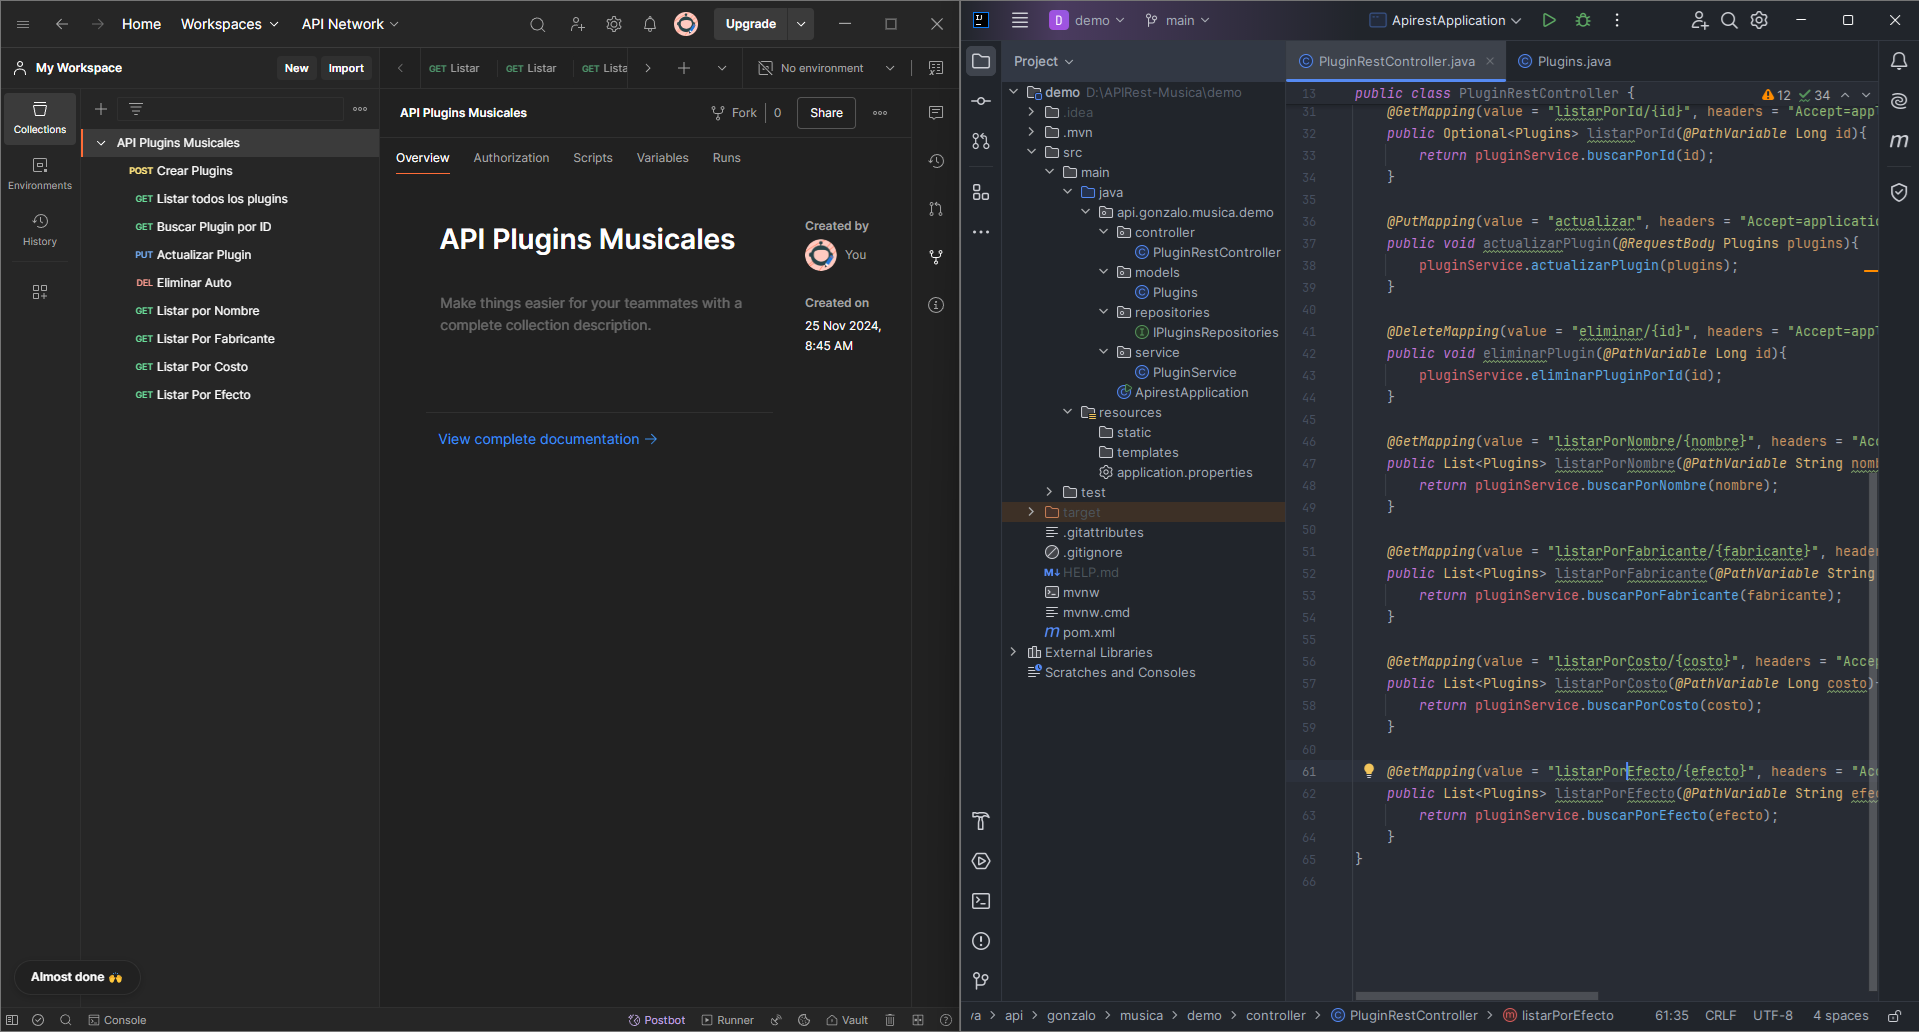 Home
Workspaces
API Network
Upgrade
My Workspace
New
Import
GET Listar
GET Listar
GET Lista
No environment
Collections
Environments
History
API Plugins Musicales
POST Crear Plugins
GET Listar todos los plugins
GET Buscar Plugin por ID
PUT Actualizar Plugin
DEL Eliminar Auto
GET Listar por Nombre
GET Listar Por Fabricante
GET Listar Por Costo
GET Listar Por Efecto
API Plugins Musicales
Fork
0
Share
Overview
Authorization
Scripts
Variables
Runs
API Plugins Musicales
Make things easier for your teammates with a
complete collection description.
Created by
You
Created on
25 Nov 2024,
8:45 AM
View complete documentation →
Almost done 🙌
Console
Postbot
Runner
Vault
IJ
D
demo
main
ApirestApplication
Project
PluginRestController.java
Plugins.java
demo D:\APIRest-Musica\demo
.idea
.mvn
src
main
java
api.gonzalo.musica.demo
controller
PluginRestController
models
Plugins
repositories
IPluginsRepositories
service
PluginService
ApirestApplication
resources
static
templates
application.properties
test
target
.gitattributes
.gitignore
M↓ HELP.md
mvnw
mvnw.cmd
m pom.xml
External Libraries
Scratches and Consoles
12
34
13 public class PluginRestController {
31 @GetMapping(value = "listarPorId/{id}", headers = "Accept=appl
32 public Optional<Plugins> listarPorId(@PathVariable Long id){
33 return pluginService.buscarPorId(id);
34 }
35
36 @PutMapping(value = "actualizar", headers = "Accept=applicatio
37 public void actualizarPlugin(@RequestBody Plugins plugins){
38 pluginService.actualizarPlugin(plugins);
39 }
40
41 @DeleteMapping(value = "eliminar/{id}", headers = "Accept=appl
42 public void eliminarPlugin(@PathVariable Long id){
43 pluginService.eliminarPluginPorId(id);
44 }
45
46 @GetMapping(value = "listarPorNombre/{nombre}", headers = "Acc
47 public List<Plugins> listarPorNombre(@PathVariable String nomb
48 return pluginService.buscarPorNombre(nombre);
49 }
50
51 @GetMapping(value = "listarPorFabricante/{fabricante}", header
52 public List<Plugins> listarPorFabricante(@PathVariable String
53 return pluginService.buscarPorFabricante(fabricante);
54 }
55
56 @GetMapping(value = "listarPorCosto/{costo}", headers = "Accep
57 public List<Plugins> listarPorCosto(@PathVariable Long costo){
58 return pluginService.buscarPorCosto(costo);
59 }
60
61 @GetMapping(value = "listarPorEfecto/{efecto}", headers = "Acc
62 public List<Plugins> listarPorEfecto(@PathVariable String efec
63 return pluginService.buscarPorEfecto(efecto);
64 }
65 }
66
m
va > api > gonzalo > musica > demo > controller > PluginRestController > listarPorEfecto
61:35
CRLF
UTF-8
4 spaces